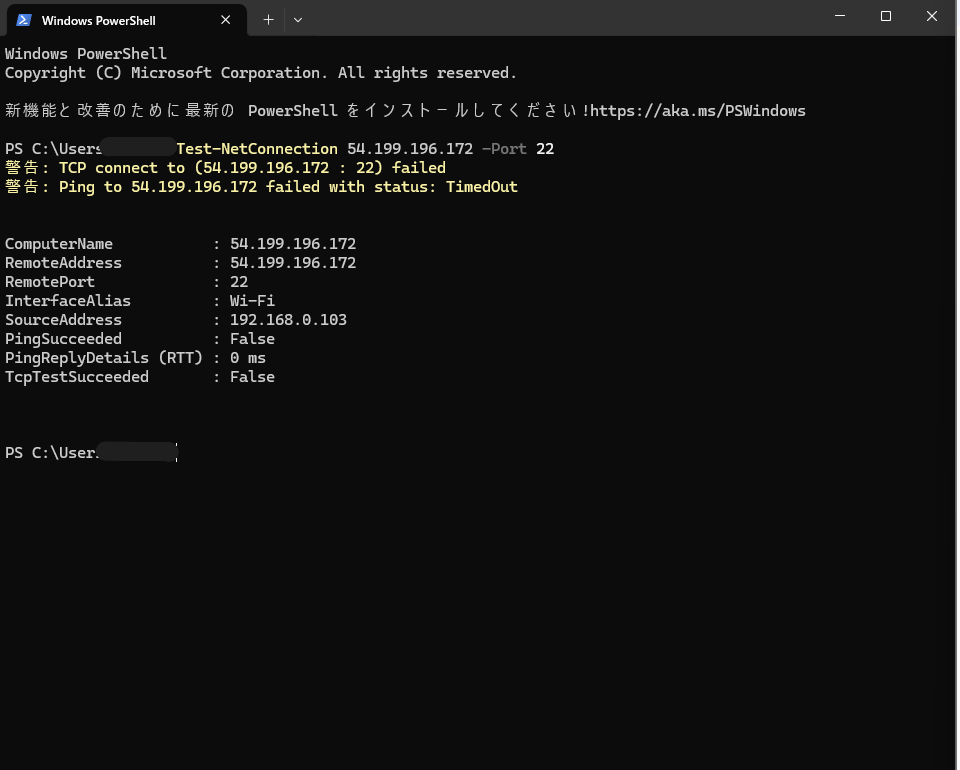 Windows PowerShell
Windows PowerShell
Copyright (C) Microsoft Corporation. All rights reserved.
新機能と改善のために最新の PowerShell をインストールしてください!https://aka.ms/PSWindows
PS C:\Users Test-NetConnection 54.199.196.172 -Port 22
警告: TCP connect to (54.199.196.172 : 22) failed
警告: Ping to 54.199.196.172 failed with status: TimedOut
ComputerName : 54.199.196.172
RemoteAddress : 54.199.196.172
RemotePort : 22
InterfaceAlias : Wi-Fi
SourceAddress : 192.168.0.103
PingSucceeded : False
PingReplyDetails (RTT) : 0 ms
TcpTestSucceeded : False
PS C:\User